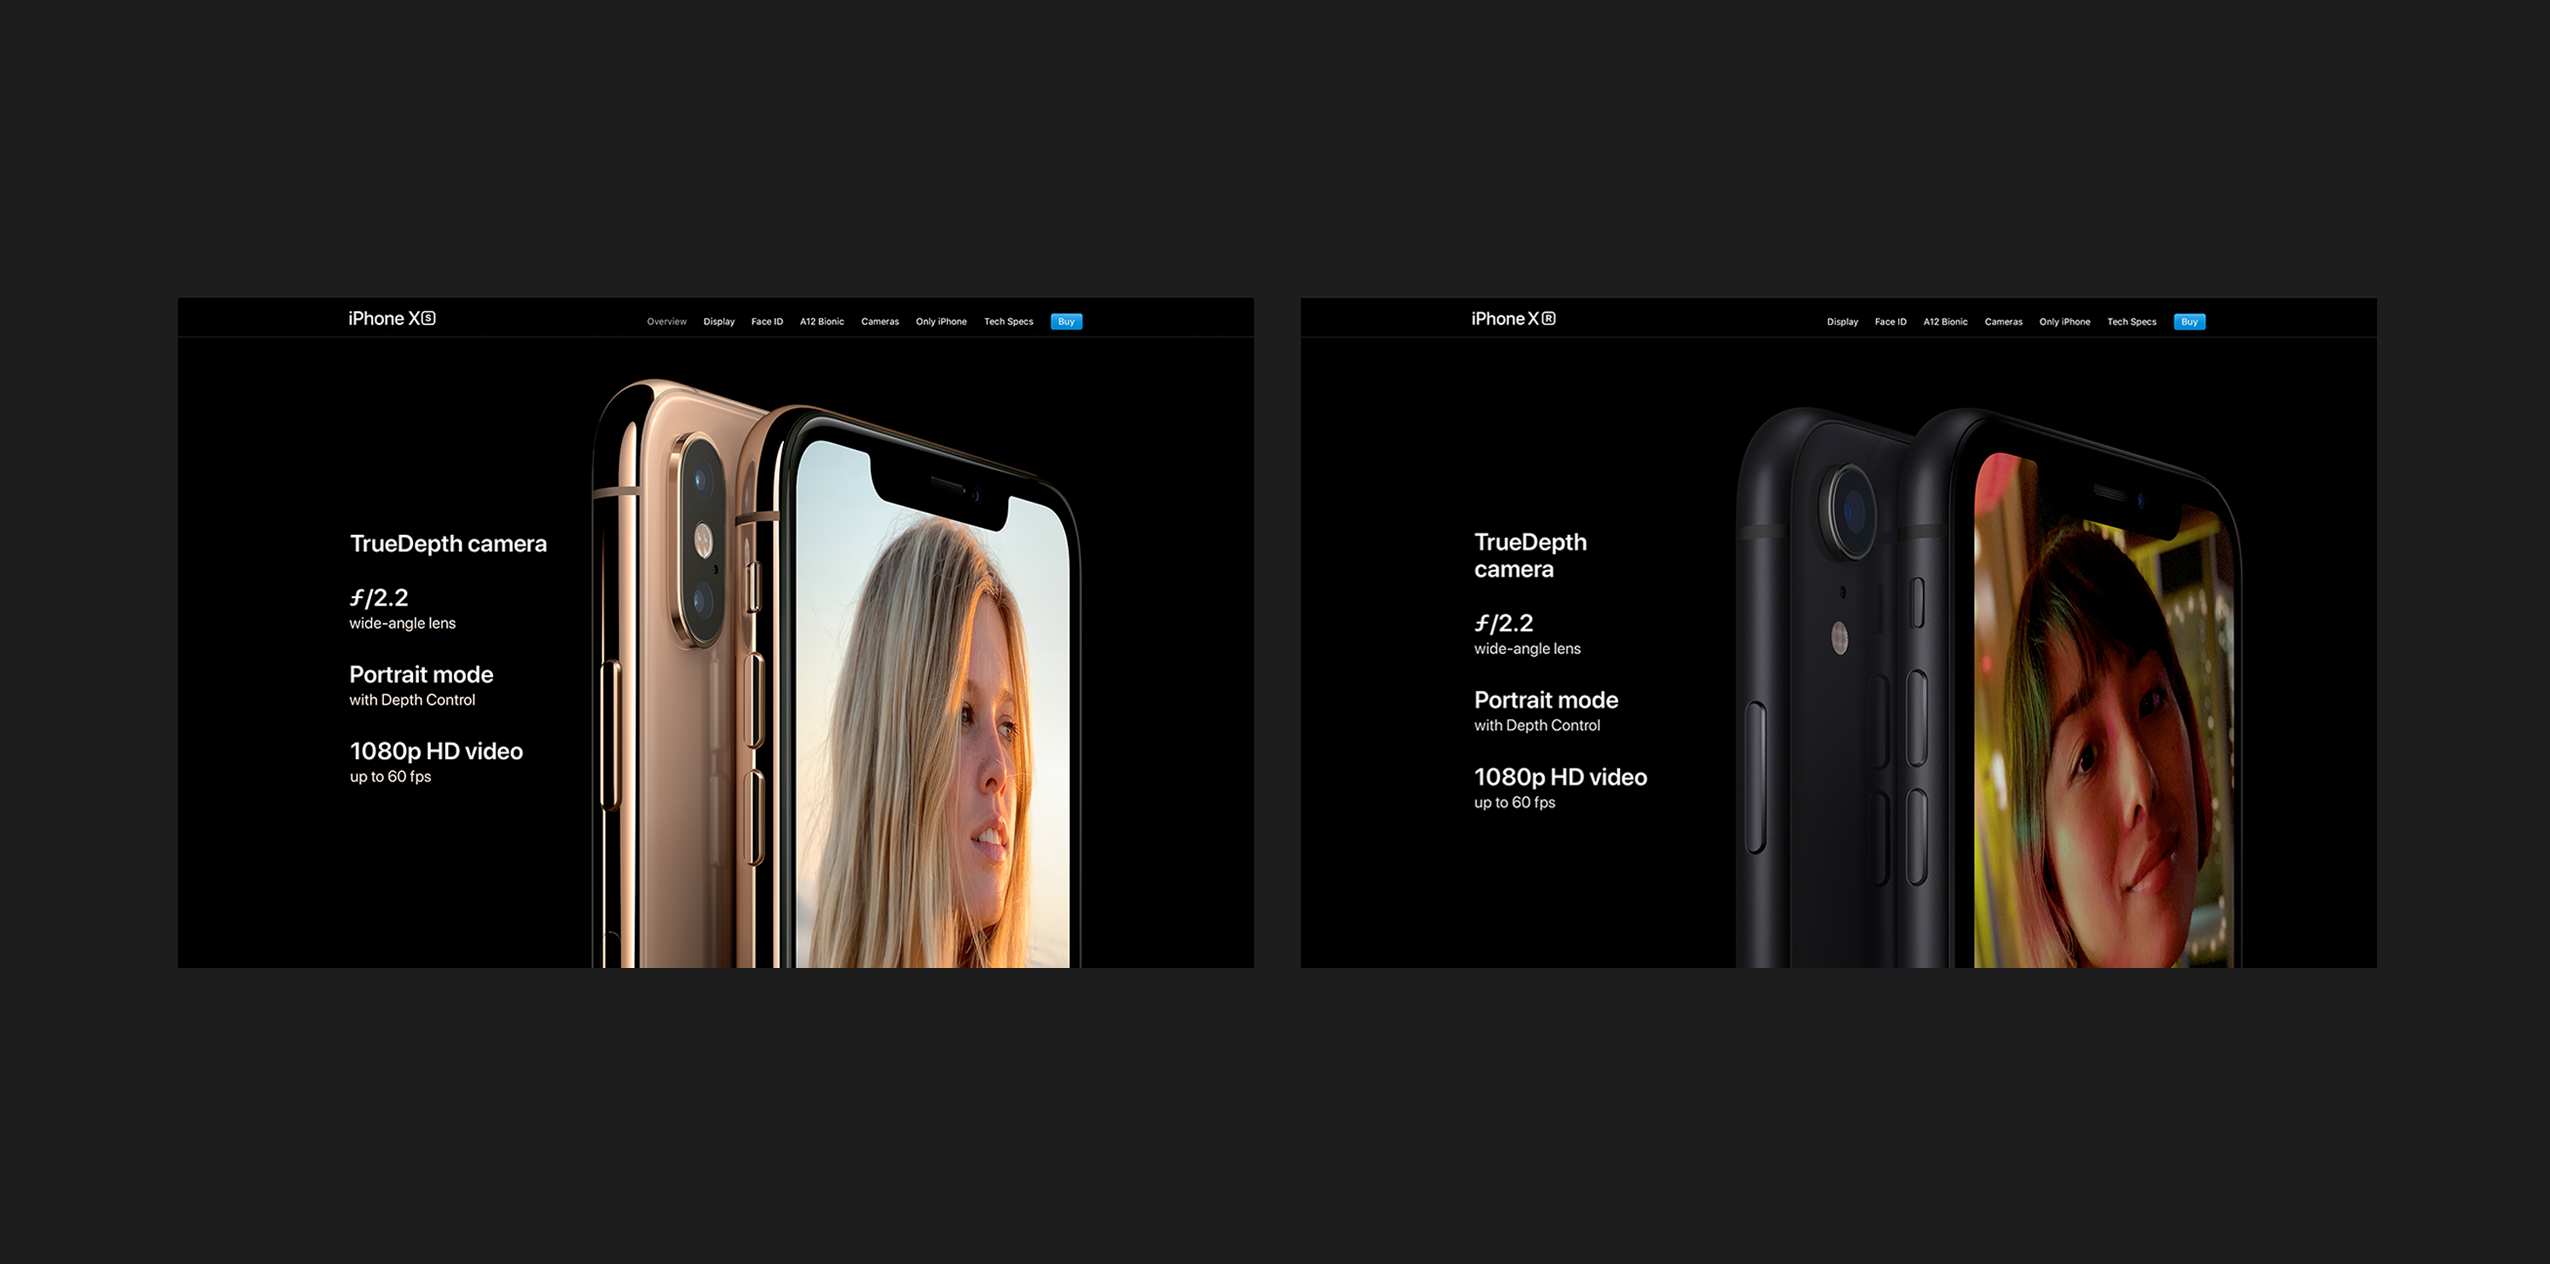 iPhone XS
Overview Display Face ID A12 Bionic Cameras Only iPhone Tech Specs Buy
TrueDepth camera
ƒ/2.2
wide-angle lens
Portrait mode
with Depth Control
1080p HD video
up to 60 fps
iPhone XR
Display Face ID A12 Bionic Cameras Only iPhone Tech Specs Buy
TrueDepth
camera
ƒ/2.2
wide-angle lens
Portrait mode
with Depth Control
1080p HD video
up to 60 fps